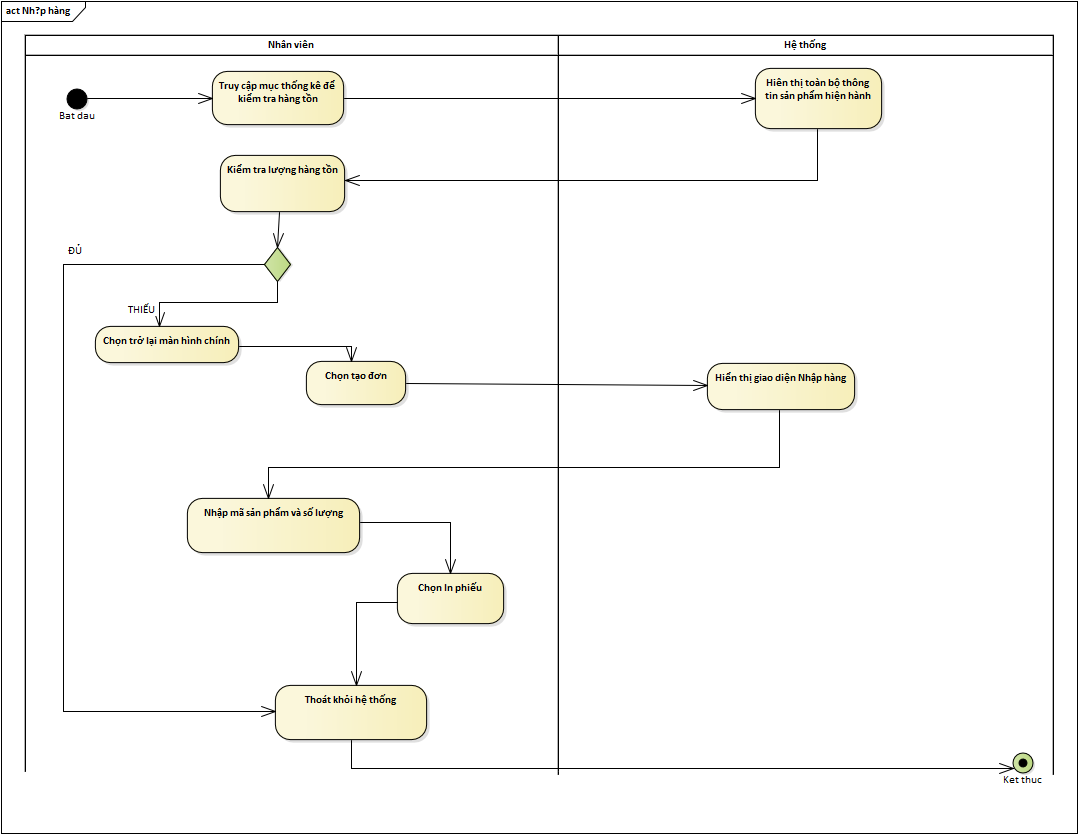 act Nh?p hàng
Nhân viên
Hệ thống
Bat dau
Truy cập mục thống kê để
kiểm tra hàng tồn
Hiên thị toàn bộ thông
tin sản phẩm hiện hành
Kiểm tra lượng hàng tồn
ĐỦ
THIẾU
Chọn trở lại màn hình chính
Chọn tạo đơn
Hiển thị giao diện Nhập hàng
Nhập mã sản phẩm và số lượng
Chọn In phiếu
Thoát khỏi hệ thống
Ket thuc